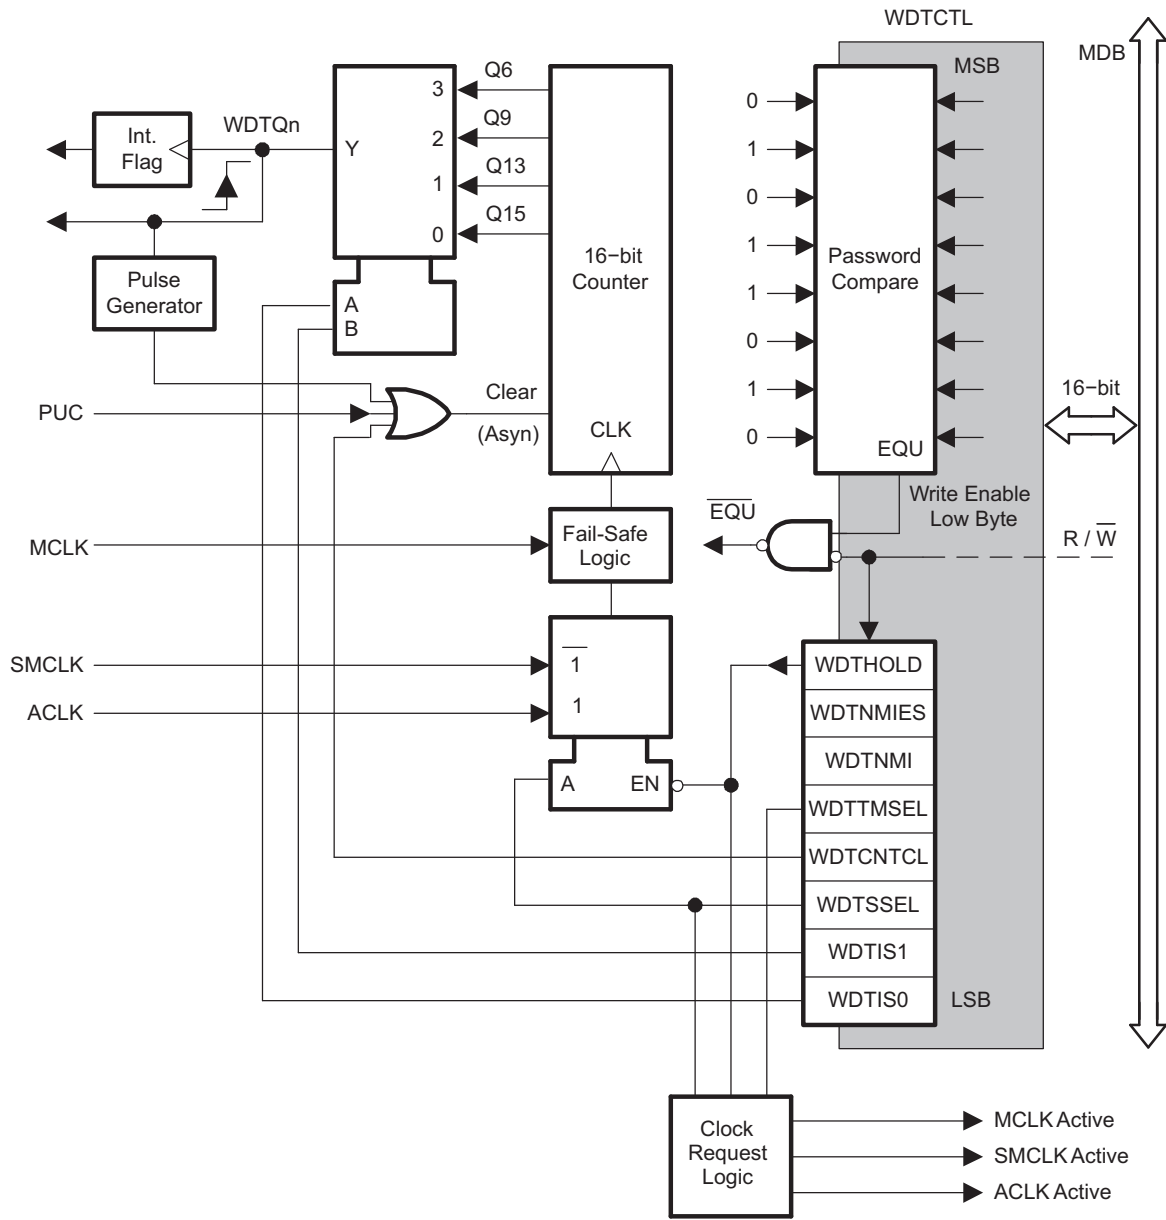 WDTCTL
MDB
MSB
Q6
3
Q9
2
Q13
1
Q15
0
Y
WDTQn
Int.
Flag
Pulse
Generator
A
B
16−bit
Counter
CLK
Clear
(Asyn)
PUC
0
1
0
1
1
0
1
0
Password
Compare
EQU
16−bit
Write Enable
Low Byte
EQU
R / W
MCLK
Fail-Safe
Logic
SMCLK
1
ACLK
1
A
EN
WDTHOLD
WDTNMIES
WDTNMI
WDTTMSEL
WDTCNTCL
WDTSSEL
WDTIS1
WDTIS0
LSB
Clock
Request
Logic
MCLK Active
SMCLK Active
ACLK Active